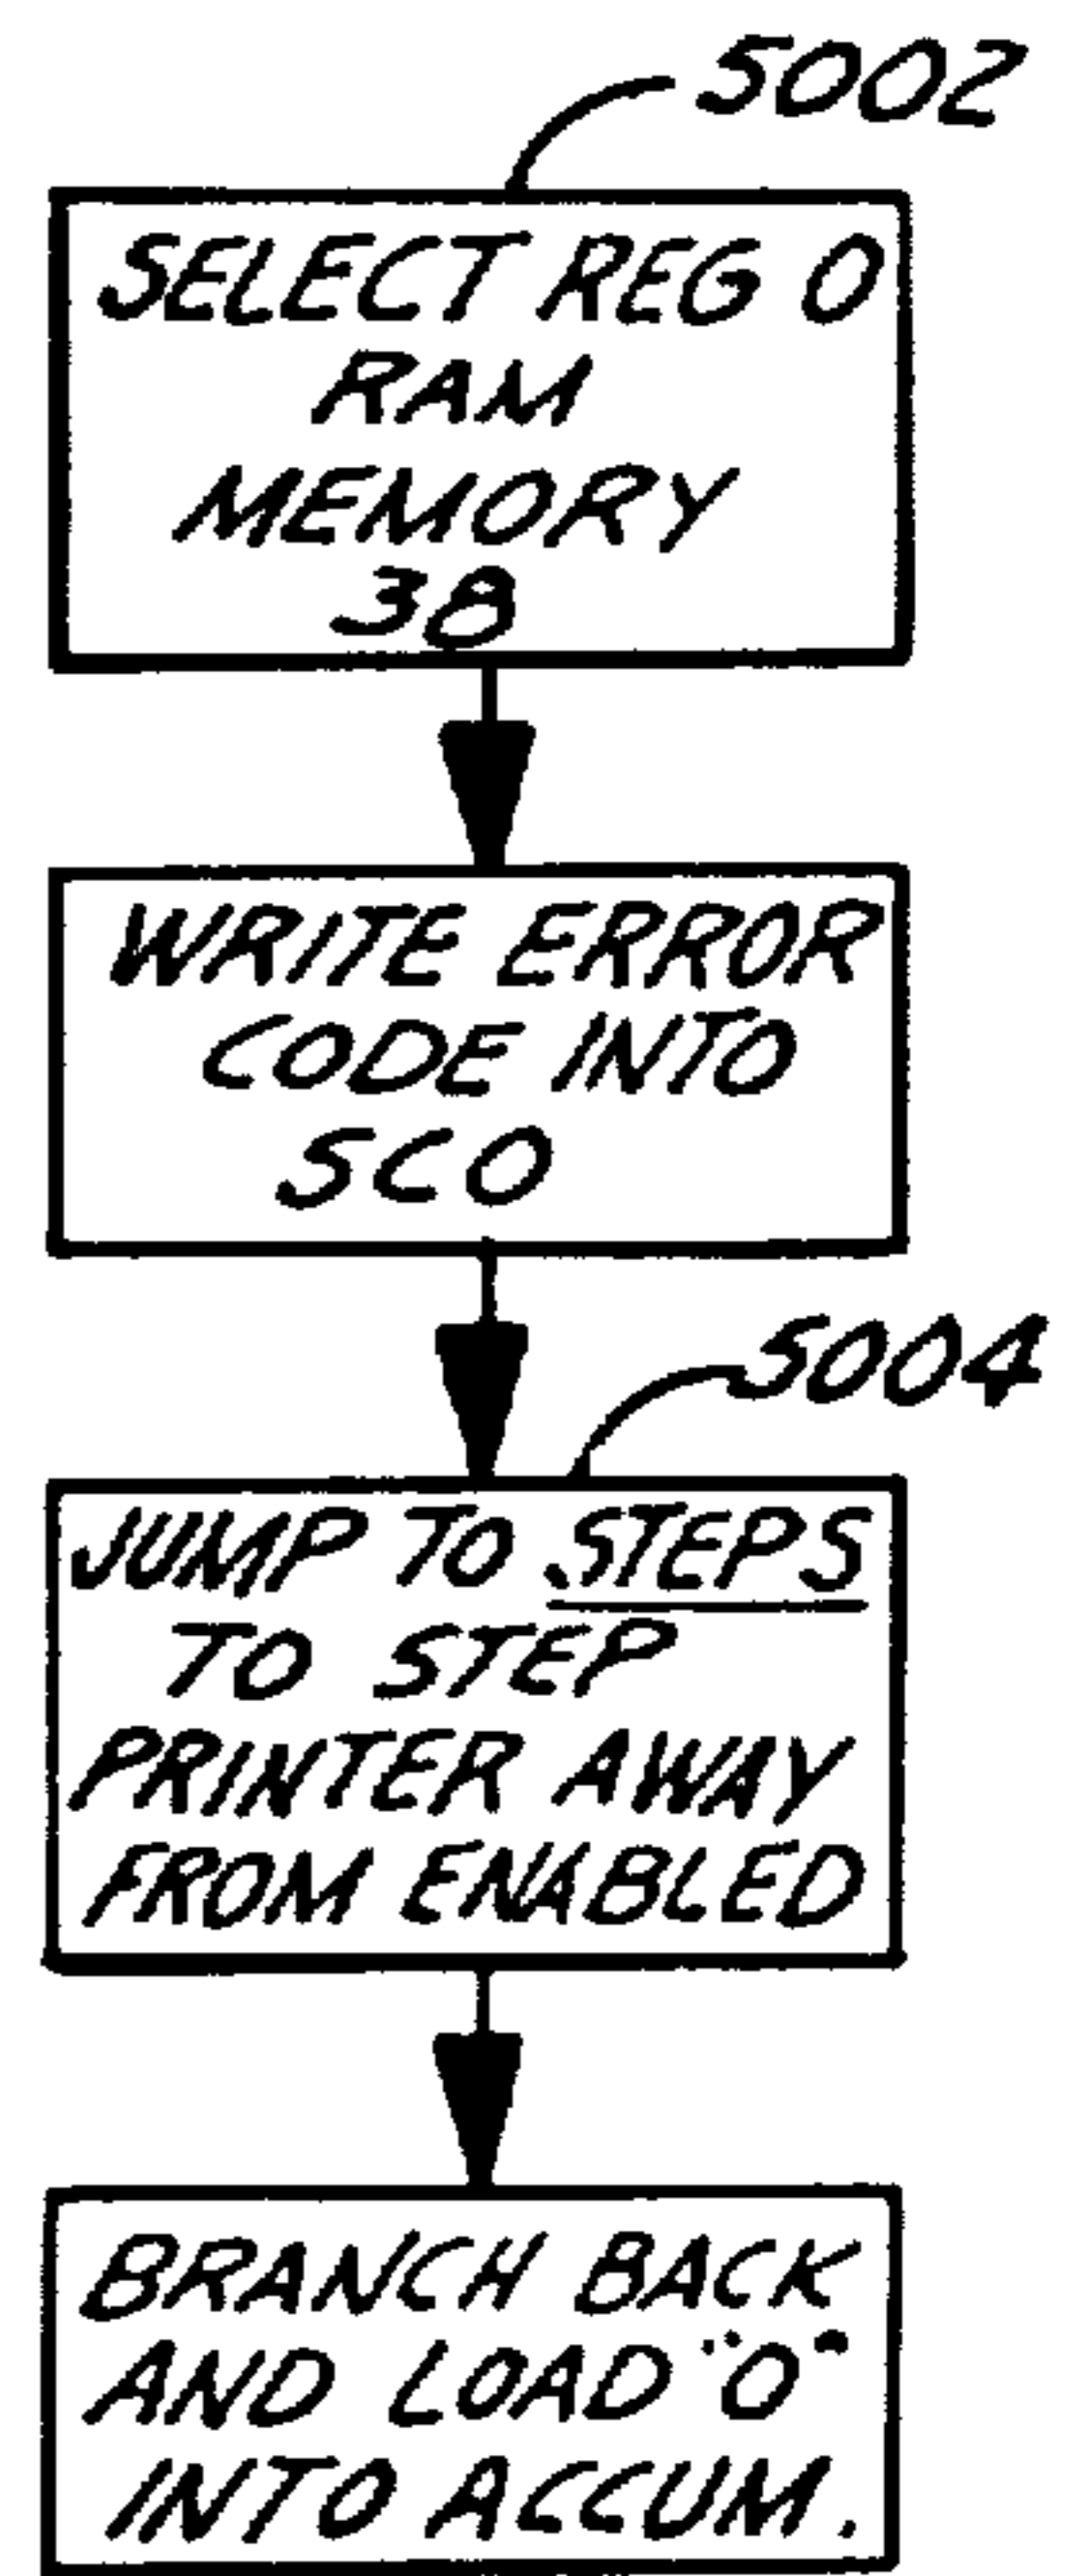 5002
SELECT REG 0
RAM
MEMORY
38
WRITE ERROR
CODE INTO
SC0
5004
JUMP TO STEPS
TO STEP
PRINTER AWAY
FROM ENABLED
BRANCH BACK
AND LOAD "0"
INTO ACCUM.